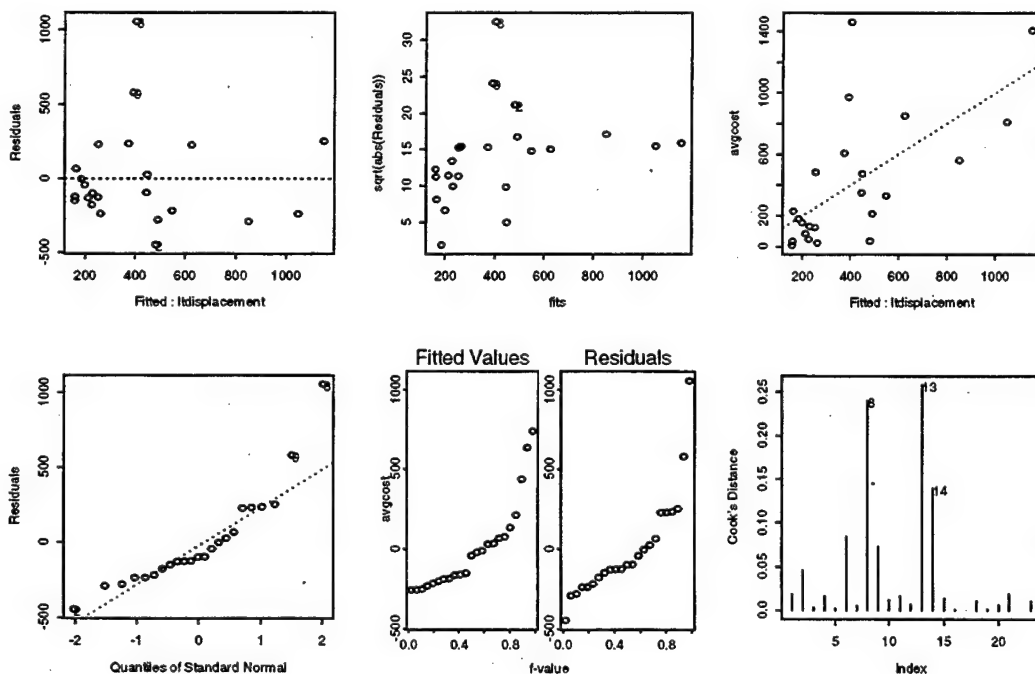 Residuals
1000
500
0
-500
200 400 600 800 1000
Fitted : ltdisplacement
sqrt(abs(Residuals))
30
25
20
15
10
5
200 400 600 800 1000
fits
avgcost
1400
1000
600
200
0
200 400 600 800 1000
Fitted : ltdisplacement
Residuals
1000
500
0
-500
-2 -1 0 1 2
Quantiles of Standard Normal
Fitted Values
Residuals
avgcost
1000
500
0
-500
0.0 0.4 0.8
1000
500
0
-500
0.0 0.4 0.8
f-value
Cook's Distance
0.25
0.20
0.15
0.10
0.05
0.0
13
14
5 10 15 20
Index